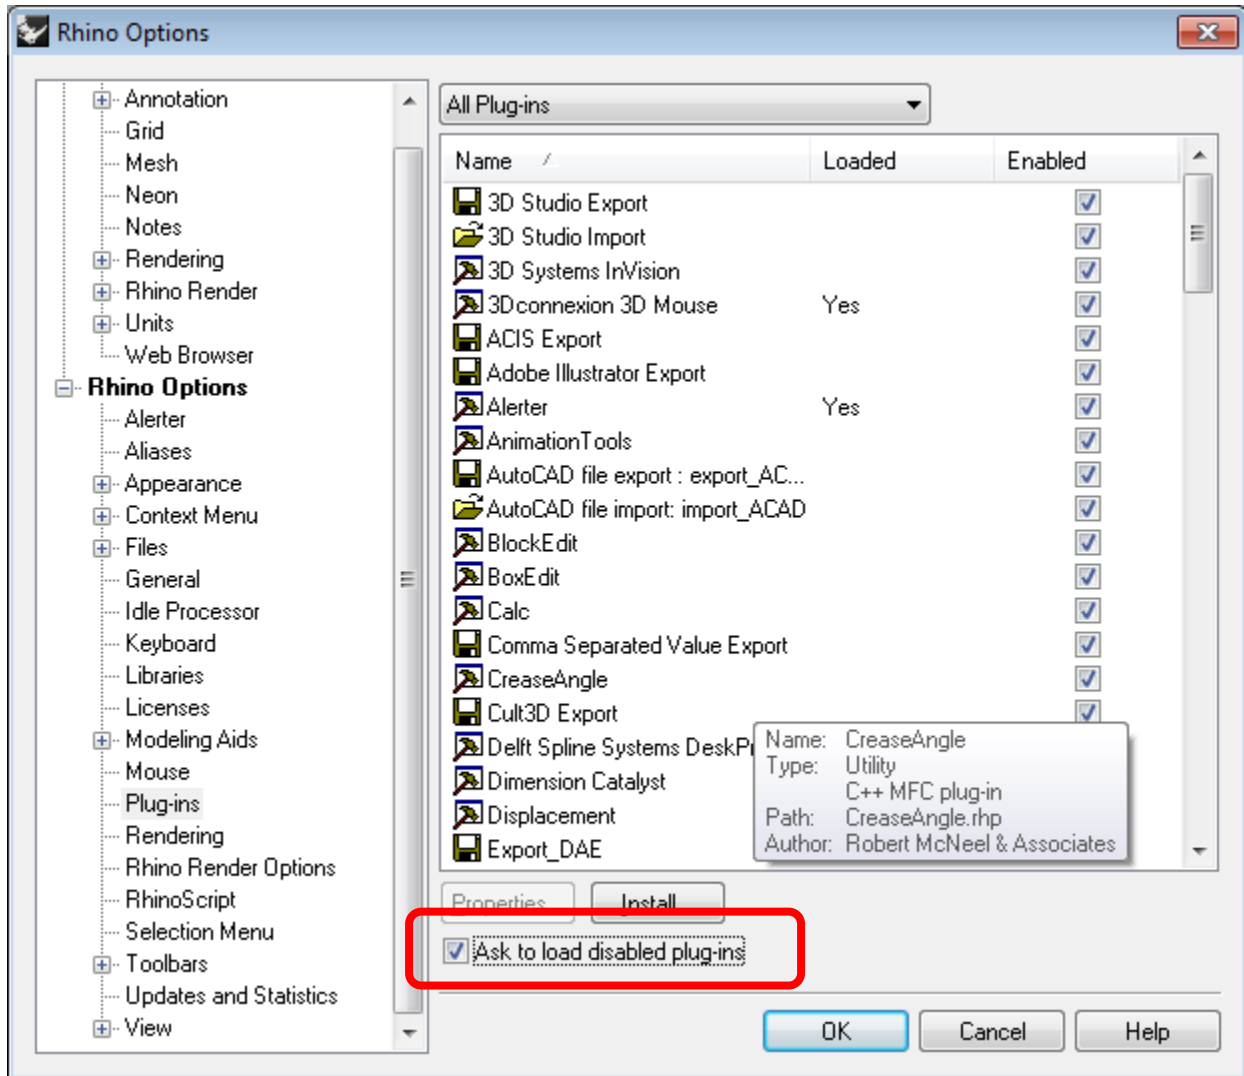 Rhino Options
Annotation
Grid
Mesh
Neon
Notes
Rendering
Rhino Render
Units
Web Browser
Rhino Options
Alerter
Aliases
Appearance
Context Menu
Files
General
Idle Processor
Keyboard
Libraries
Licenses
Modeling Aids
Mouse
Plug-ins
Rendering
Rhino Render Options
RhinoScript
Selection Menu
Toolbars
Updates and Statistics
View
All Plug-ins
Name Loaded Enabled
3D Studio Export
3D Studio Import
3D Systems InVision
3Dconnexion 3D Mouse Yes
ACIS Export
Adobe Illustrator Export
Alerter Yes
AnimationTools
AutoCAD file export : export_AC...
AutoCAD file import: import_ACAD
BlockEdit
BoxEdit
Calc
Comma Separated Value Export
CreaseAngle
Cult3D Export
Delft Spline Systems DeskP
Dimension Catalyst
Displacement
Export_DAE
Name: CreaseAngle
Type: Utility
C++ MFC plug-in
Path: CreaseAngle.rhp
Author: Robert McNeel & Associates
Properties Install...
Ask to load disabled plug-ins
OK Cancel Help